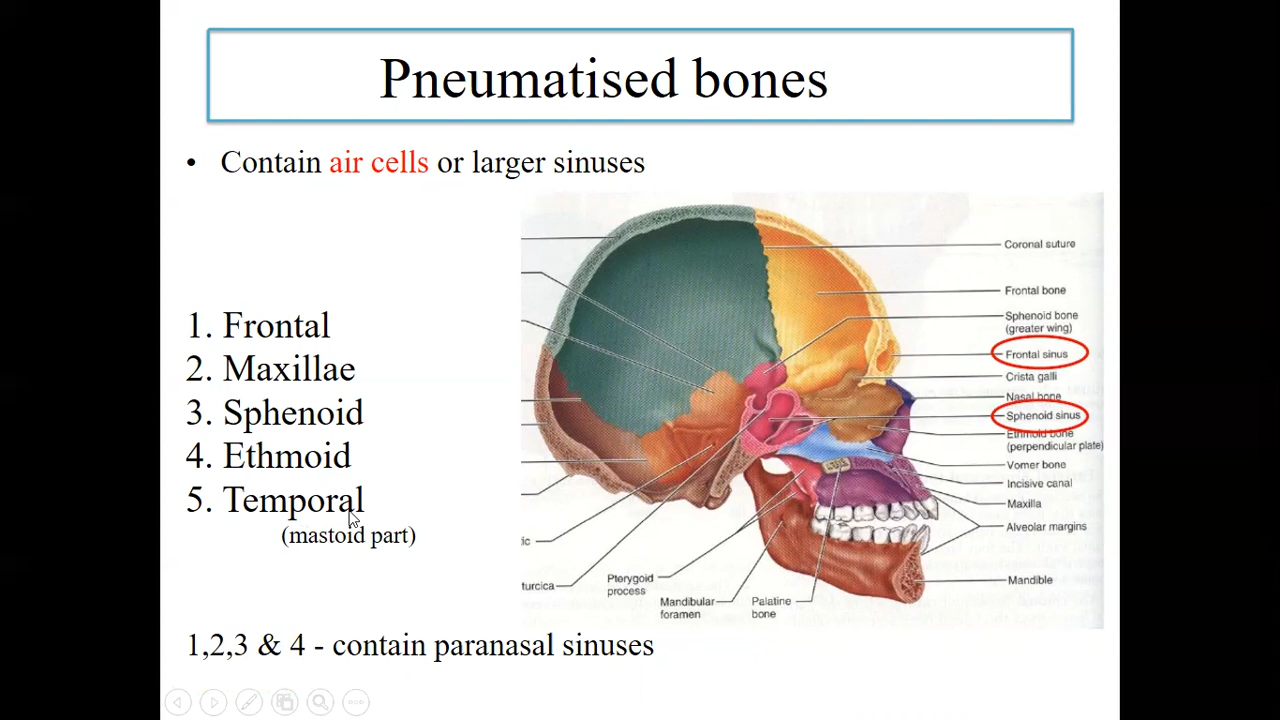 Pneumatised bones
• Contain air cells or larger sinuses
1. Frontal
2. Maxillae
3. Sphenoid
4. Ethmoid
5. Temporal
(mastoid part)
1,2,3 & 4 - contain paranasal sinuses
Coronal suture
Frontal bone
Sphenoid bone
(greater wing)
Frontal sinus
Crista galli
Nasal bone
Sphenoid sinus
Ethmoid bone
(perpendicular plate)
Vomer bone
Incisive canal
Maxilla
Alveolar margins
Mandible
ic
turcica
Pterygoid
process
Mandibular
foramen
Palatine
bone